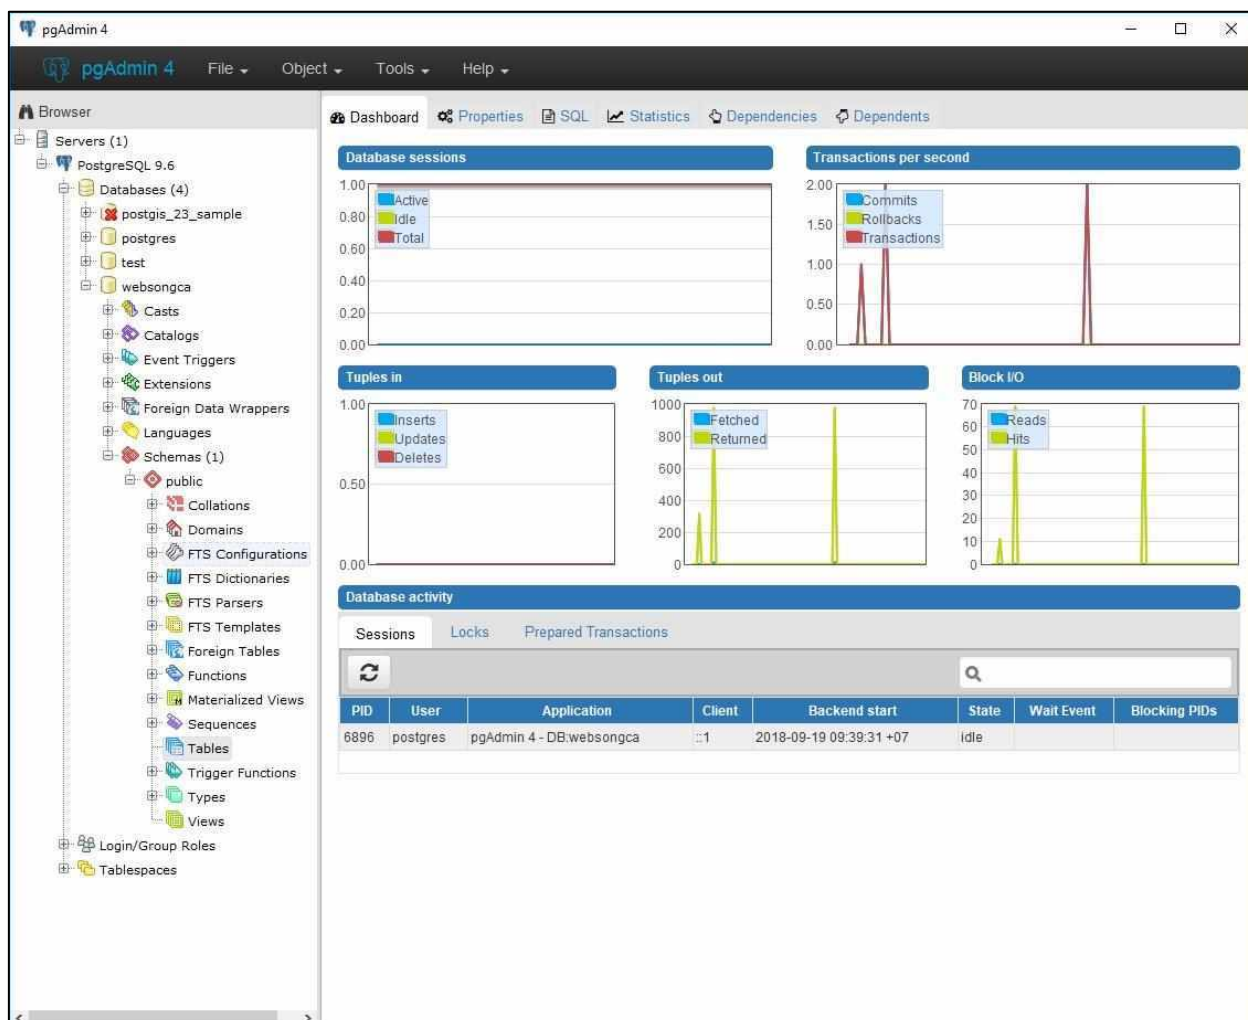 pgAdmin 4
pgAdmin 4 File Object Tools Help
Browser
Servers (1)
PostgreSQL 9.6
Databases (4)
postgis_23_sample
postgres
test
websongca
Casts
Catalogs
Event Triggers
Extensions
Foreign Data Wrappers
Languages
Schemas (1)
public
Collations
Domains
FTS Configurations
FTS Dictionaries
FTS Parsers
FTS Templates
Foreign Tables
Functions
Materialized Views
Sequences
Tables
Trigger Functions
Types
Views
Login/Group Roles
Tablespaces
Dashboard Properties SQL Statistics Dependencies Dependents
Database sessions
1.00
0.80
0.60
0.40
0.20
0.00
Active
Idle
Total
Transactions per second
2.00
1.50
1.00
0.50
0.00
Commits
Rollbacks
Transactions
Tuples in
1.00
0.50
0.00
Inserts
Updates
Deletes
Tuples out
1000
800
600
400
200
0
Fetched
Returned
Block I/O
70
60
50
40
30
20
10
0
Reads
Hits
Database activity
Sessions Locks Prepared Transactions
PID User Application Client Backend start State Wait Event Blocking PIDs
6896 postgres pgAdmin 4 - DB:websongca ::1 2018-09-19 09:39:31 +07 idle